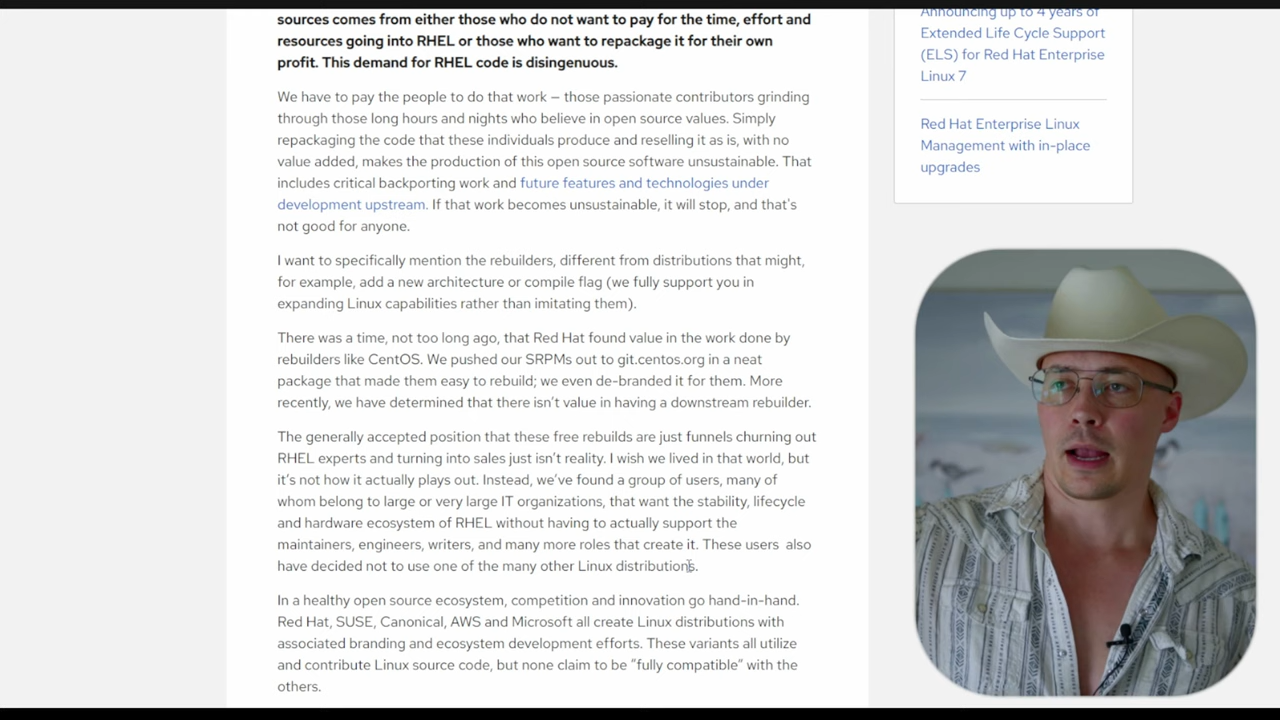 sources comes from either those who do not want to pay for the time, effort and
resources going into RHEL or those who want to repackage it for their own
profit. This demand for RHEL code is disingenuous.
We have to pay the people to do that work — those passionate contributors grinding
through those long hours and nights who believe in open source values. Simply
repackaging the code that these individuals produce and reselling it as is, with no
value added, makes the production of this open source software unsustainable. That
includes critical backporting work and future features and technologies under
development upstream. If that work becomes unsustainable, it will stop, and that's
not good for anyone.
I want to specifically mention the rebuilders, different from distributions that might,
for example, add a new architecture or compile flag (we fully support you in
expanding Linux capabilities rather than imitating them).
There was a time, not too long ago, that Red Hat found value in the work done by
rebuilders like CentOS. We pushed our SRPMs out to git.centos.org in a neat
package that made them easy to rebuild; we even de-branded it for them. More
recently, we have determined that there isn't value in having a downstream rebuilder.
The generally accepted position that these free rebuilds are just funnels churning out
RHEL experts and turning into sales just isn't reality. I wish we lived in that world, but
it's not how it actually plays out. Instead, we've found a group of users, many of
whom belong to large or very large IT organizations, that want the stability, lifecycle
and hardware ecosystem of RHEL without having to actually support the
maintainers, engineers, writers, and many more roles that create it. These users also
have decided not to use one of the many other Linux distributions.
In a healthy open source ecosystem, competition and innovation go hand-in-hand.
Red Hat, SUSE, Canonical, AWS and Microsoft all create Linux distributions with
associated branding and ecosystem development efforts. These variants all utilize
and contribute Linux source code, but none claim to be "fully compatible" with the
others.
Announcing up to 4 years of
Extended Life Cycle Support
(ELS) for Red Hat Enterprise
Linux 7
Red Hat Enterprise Linux
Management with in-place
upgrades